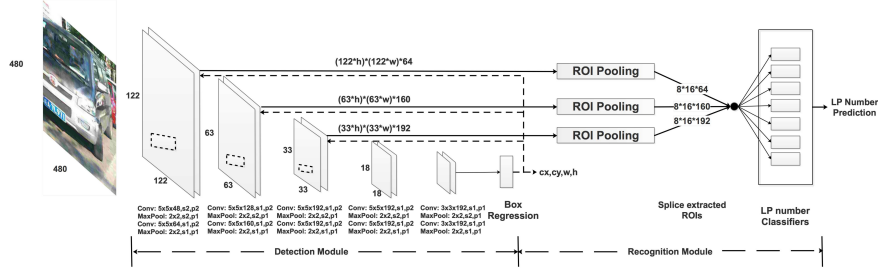 480
480
122
122
63
63
33
33
18
18
(122*h)*(122*w)*64
(63*h)*(63*w)*160
(33*h)*(33*w)*192
ROI Pooling
ROI Pooling
ROI Pooling
8*16*64
8*16*160
8*16*192
LP Number
Prediction
cx,cy,w,h
Conv: 5x5x48,s2,p2
MaxPool: 2x2,s2,p1
Conv: 5x5x64,s1,p2
MaxPool: 2x2,s1,p1
Conv: 5x5x128,s1,p2
MaxPool: 2x2,s2,p1
Conv: 5x5x160,s1,p2
MaxPool: 2x2,s1,p1
Conv: 5x5x192,s1,p2
MaxPool: 2x2,s2,p1
Conv: 5x5x192,s1,p2
MaxPool: 2x2,s1,p1
Conv: 5x5x192,s1,p2
MaxPool: 2x2,s2,p1
Conv: 5x5x192,s1,p2
MaxPool: 2x2,s1,p1
Conv: 3x3x192,s1,p1
MaxPool: 2x2,s2,p1
Conv: 3x3x192,s1,p1
MaxPool: 2x2,s1,p1
Box
Regression
Splice extracted
ROIs
LP number
Classifiers
Detection Module
Recognition Module